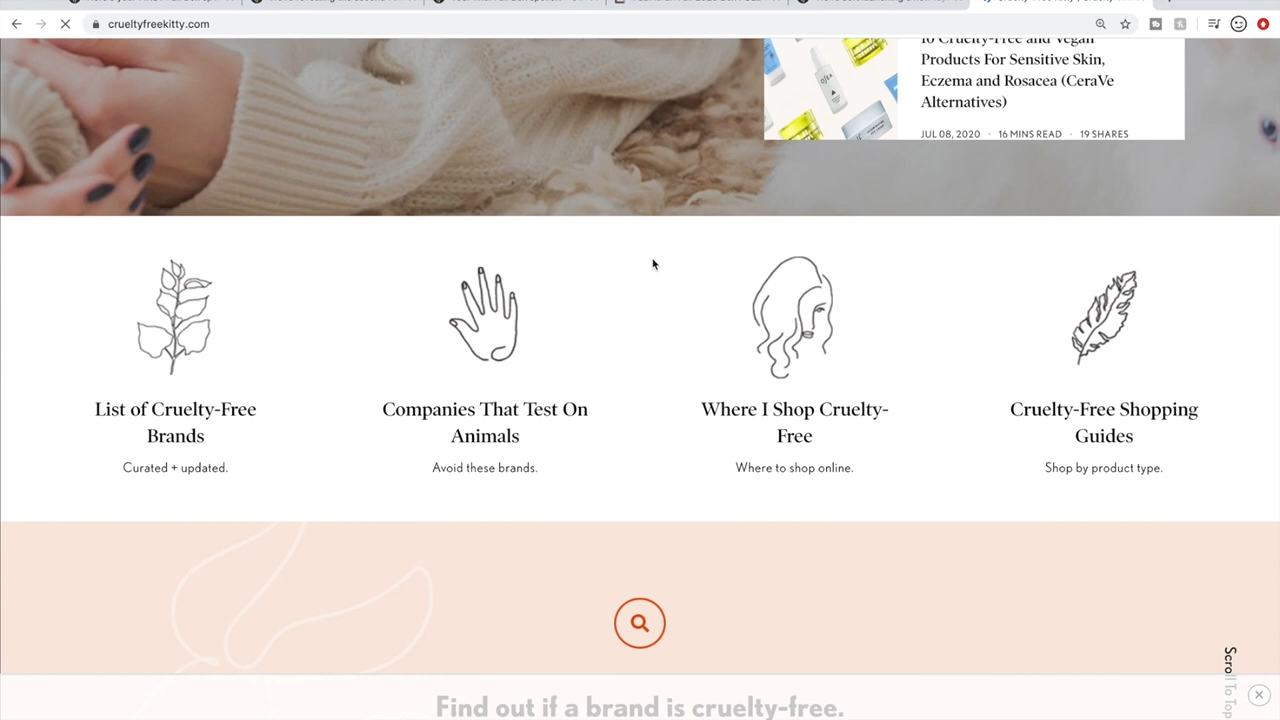 crueltyfreekitty.com
10 Cruelty-Free and Vegan
Products For Sensitive Skin,
Eczema and Rosacea (CeraVe
Alternatives)
JUL 08, 2020 · 16 MINS READ · 19 SHARES
List of Cruelty-Free
Brands
Curated + updated.
Companies That Test On
Animals
Avoid these brands.
Where I Shop Cruelty-
Free
Where to shop online.
Cruelty-Free Shopping
Guides
Shop by product type.
Scroll To Top
Find out if a brand is cruelty-free.